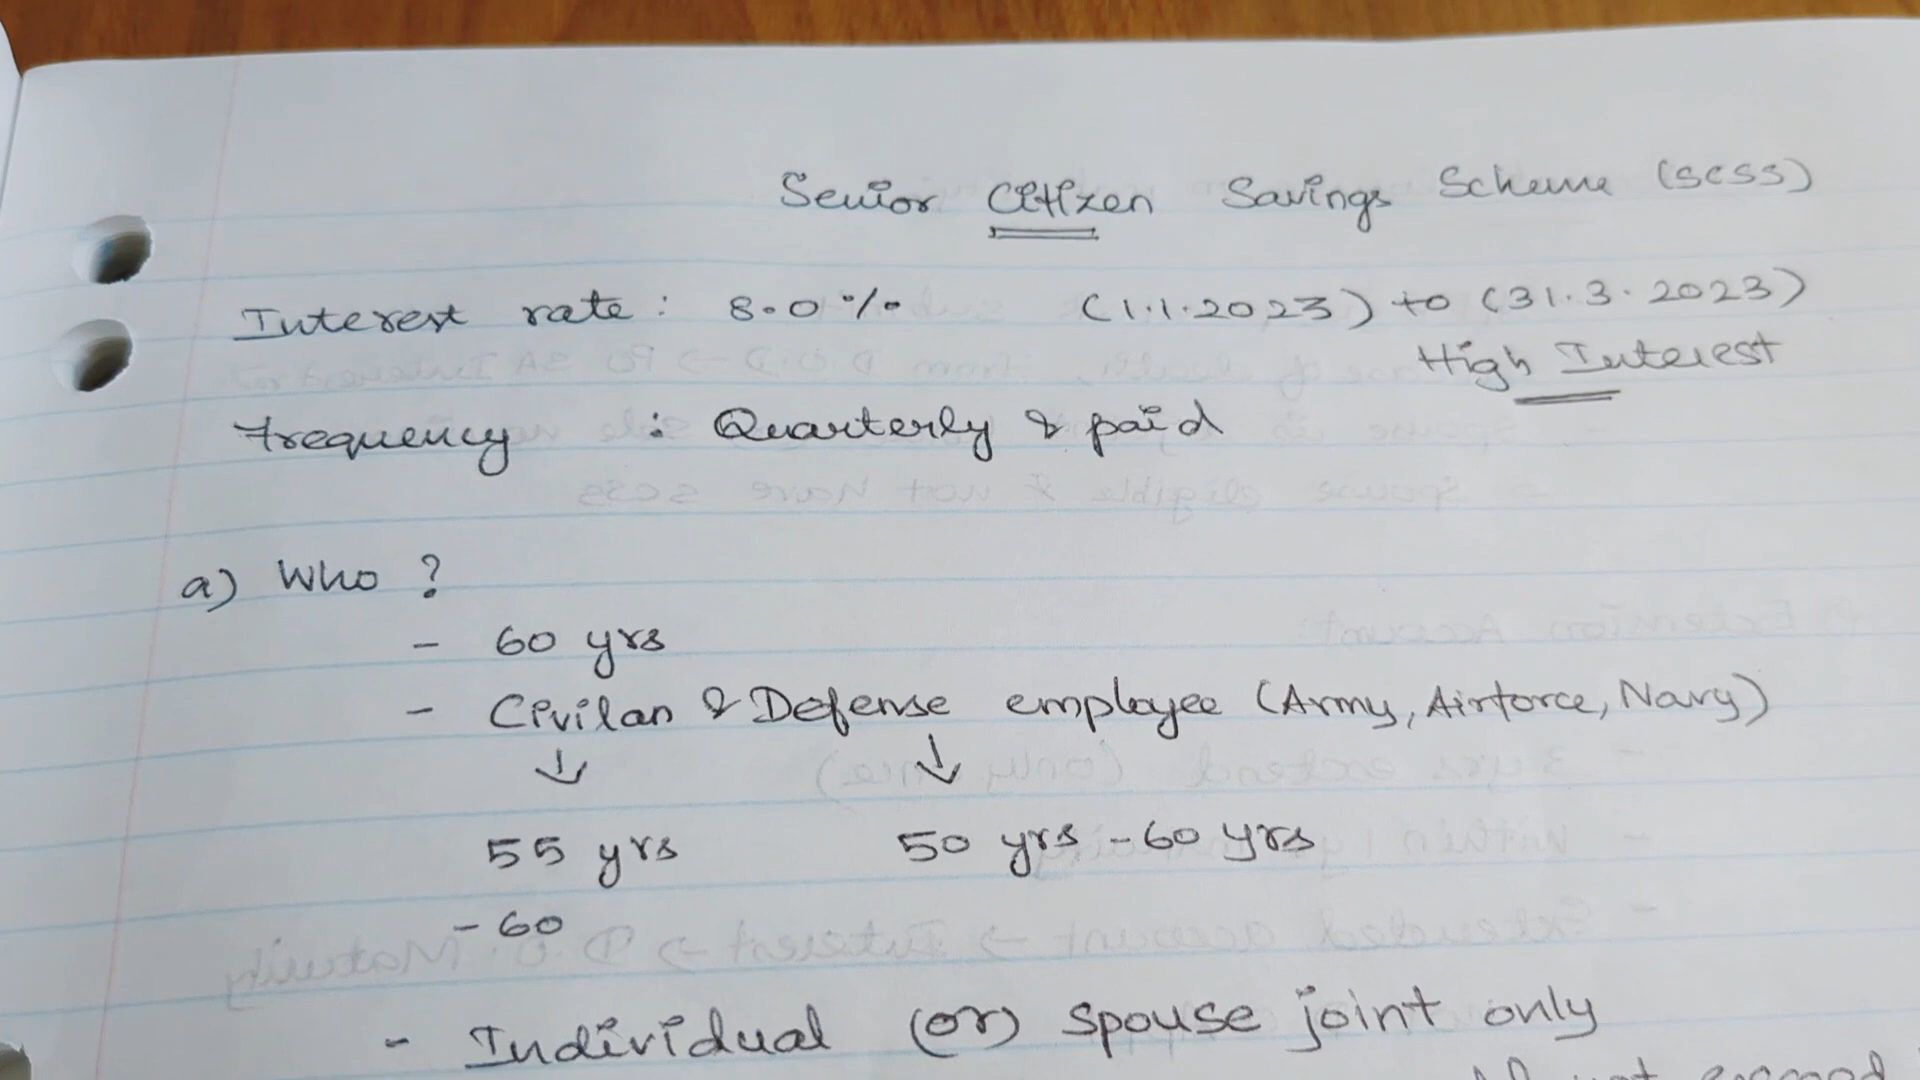 Senior Citizen Savings Scheme (SCSS)
Interest rate : 8.0% (1.1.2023) to (31.3.2023)
High Interest
Frequency : Quarterly & paid
a) Who ?
- 60 yrs
- Civilan & Defense employee (Army, Airforce, Navy)
↓ ↓
55 yrs 50 yrs - 60 yrs
- 60
- Individual (or) spouse joint only